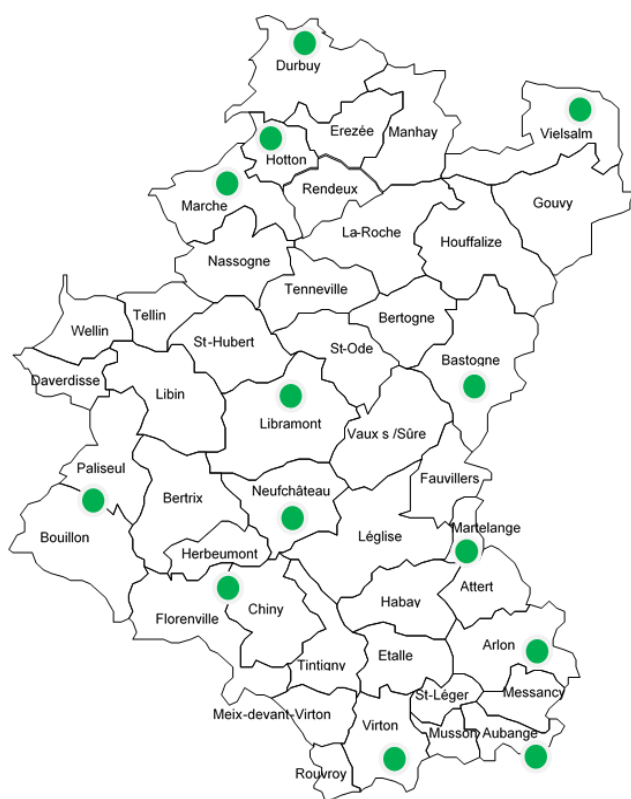 Durbuy
Erezée
Manhay
Vielsalm
Hotton
Rendeux
Marche
Gouvy
La-Roche
Houffalize
Nassogne
Tenneville
Bertogne
Tellin
Wellin
St-Hubert
St-Ode
Bastogne
Daverdisse
Libin
Libramont
Vaux s /Sûre
Paliseul
Fauvillers
Bertrix
Neufchâteau
Martelange
Bouillon
Léglise
Herbeumont
Attert
Habay
Chiny
Florenville
Arlon
Etalle
Tintigny
St-Léger
Messancy
Meix-devant-Virton
Virton
Musson
Aubange
Rouvroy